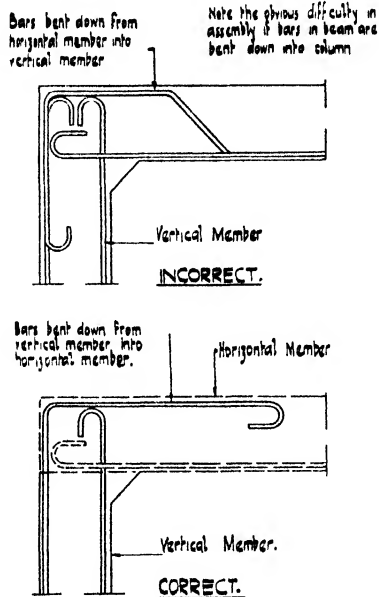 Bars bent down from
horizontal member into
vertical member
Note the obvious difficulty in
assembly if bars in beam are
bent down into column
Vertical Member
INCORRECT.
Bars bent down from
vertical member, into
horizontal member.
Horizontal Member
Vertical Member.
CORRECT.